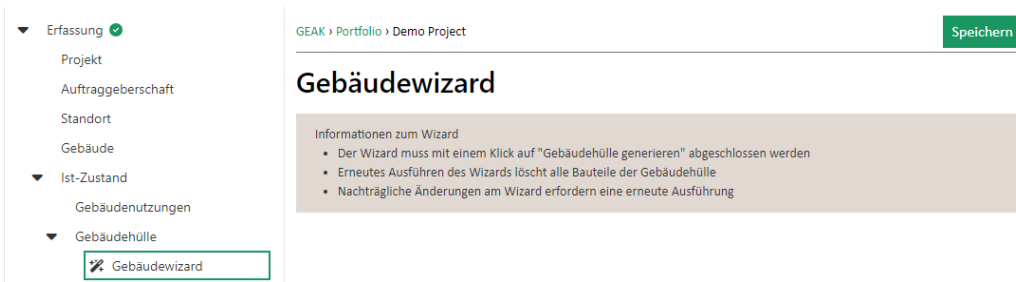 Erfassung
Projekt
Auftraggeberschaft
Standort
Gebäude
Ist-Zustand
Gebäudenutzungen
Gebäudehülle
Gebäudewizard
GEAK › Portfolio › Demo Project
Speichern
Gebäudewizard
Informationen zum Wizard
• Der Wizard muss mit einem Klick auf "Gebäudehülle generieren" abgeschlossen werden
• Erneutes Ausführen des Wizards löscht alle Bauteile der Gebäudehülle
• Nachträgliche Änderungen am Wizard erfordern eine erneute Ausführung